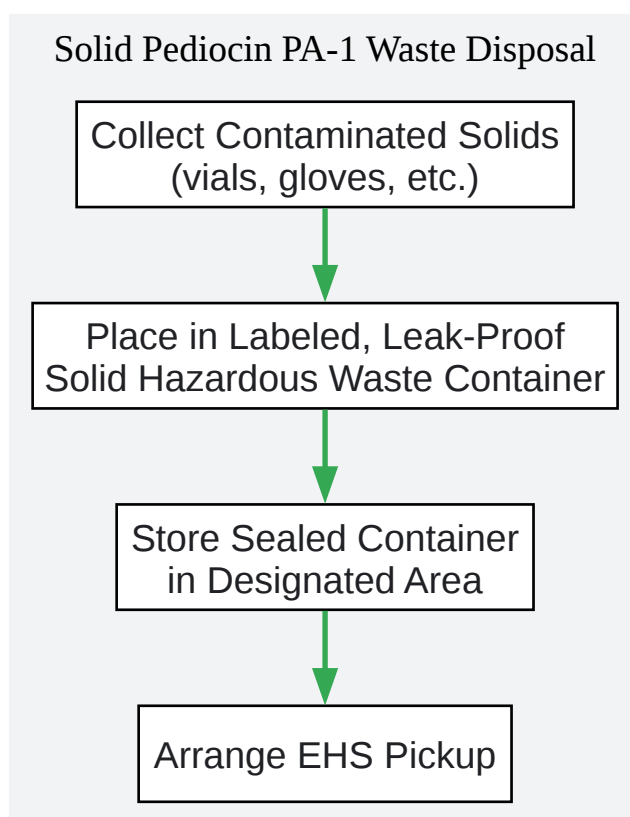 Solid Pediocin PA-1 Waste Disposal
Collect Contaminated Solids
(vials, gloves, etc.)
Place in Labeled, Leak-Proof
Solid Hazardous Waste Container
Store Sealed Container
in Designated Area
Arrange EHS Pickup